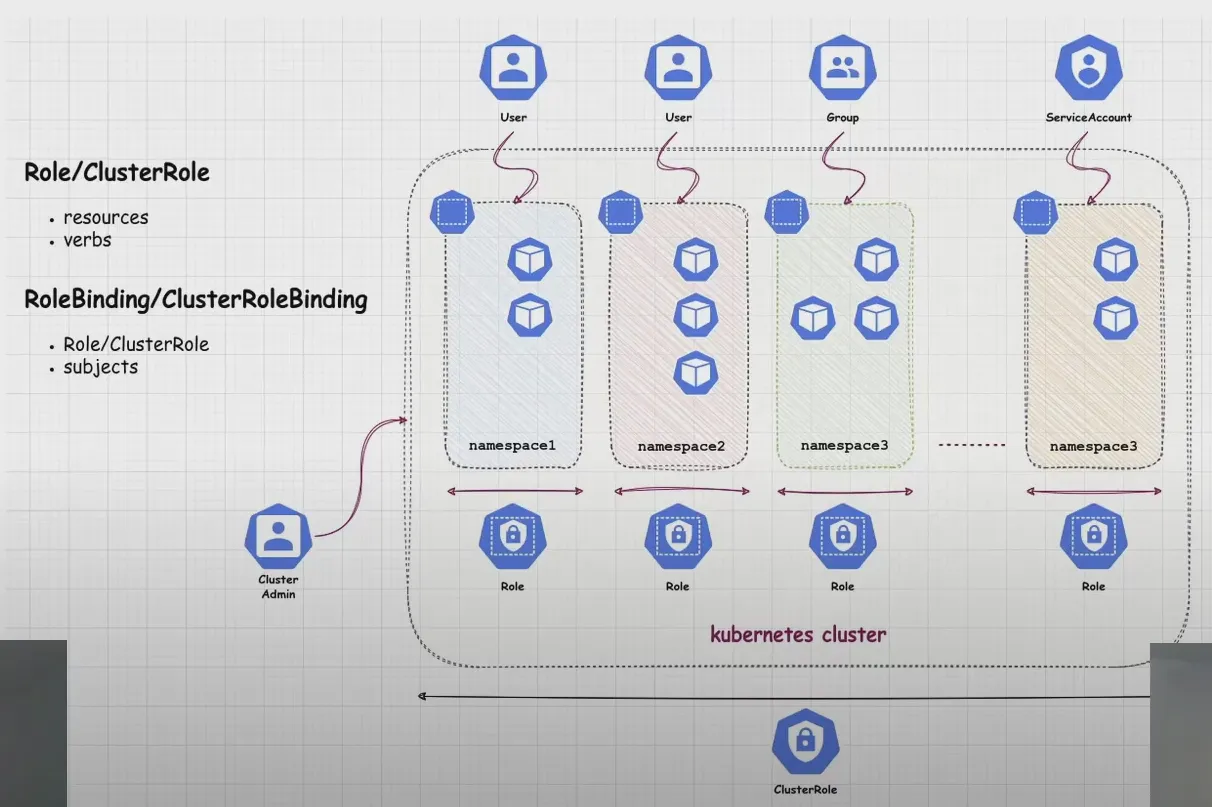 User
User
Group
ServiceAccount
Role/ClusterRole
resources
verbs
RoleBinding/ClusterRoleBinding
Role/ClusterRole
subjects
namespace1
namespace2
namespace3
namespace3
Cluster
Admin
Role
Role
Role
Role
kubernetes cluster
ClusterRole